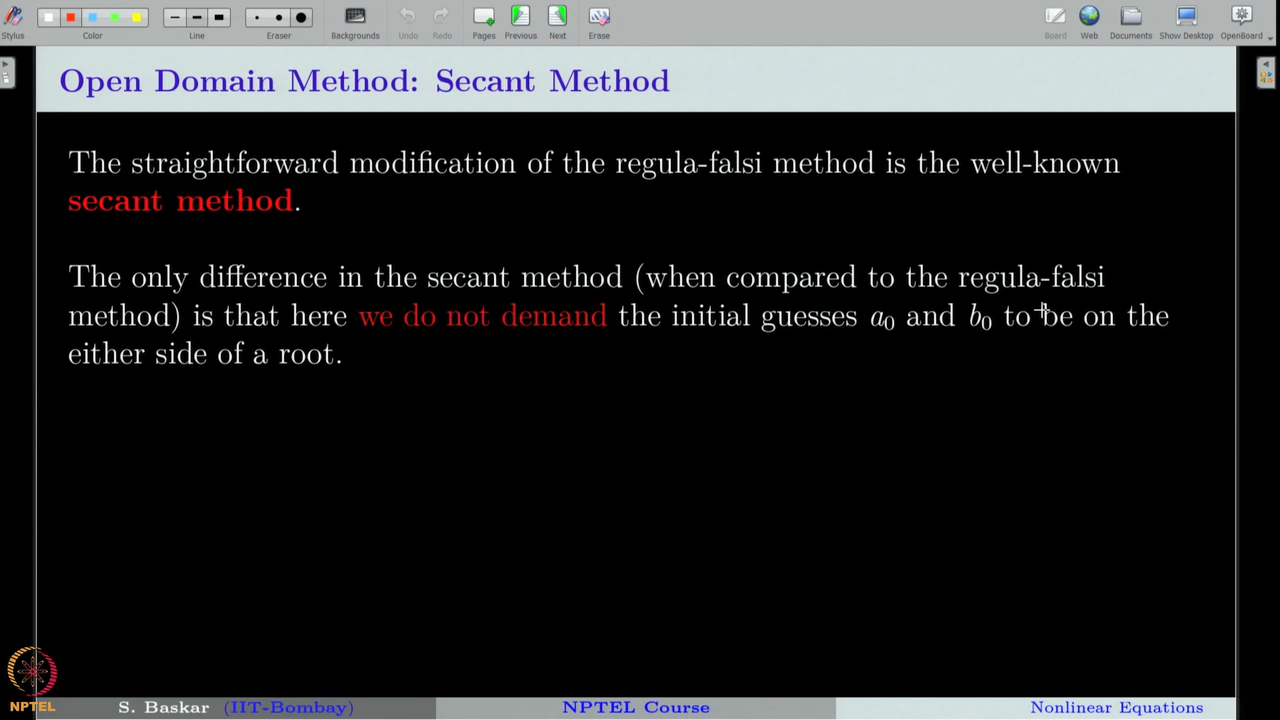 Stylus Color Line Eraser Backgrounds Undo Redo Pages Previous Next Erase Board Web Documents Show Desktop OpenBoard
Open Domain Method: Secant Method
The straightforward modification of the regula-falsi method is the well-known
secant method.
The only difference in the secant method (when compared to the regula-falsi
method) is that here we do not demand the initial guesses a₀ and b₀ to be on the
either side of a root.
NPTEL
S. Baskar (IIT-Bombay) NPTEL Course Nonlinear Equations